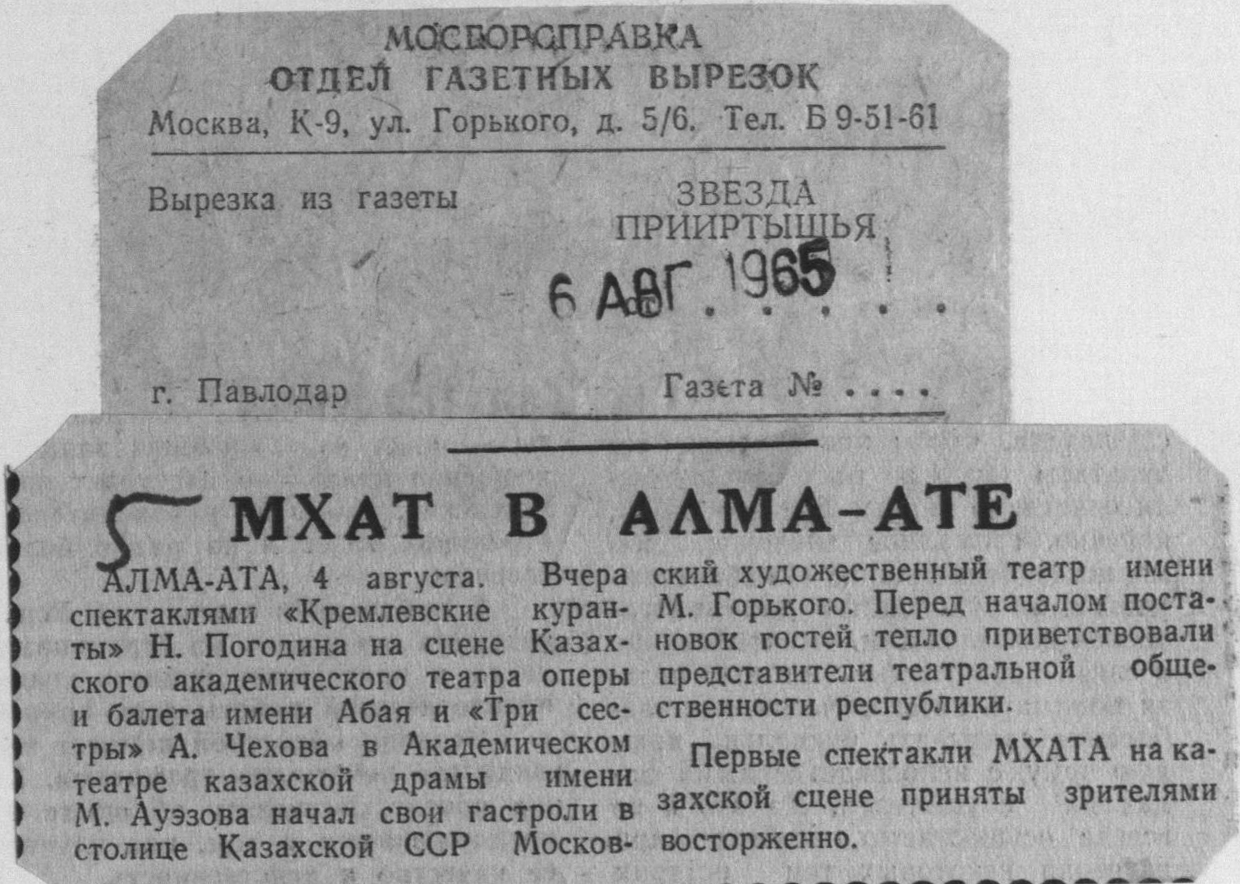 МОСГОРСПРАВКА
ОТДЕЛ ГАЗЕТНЫХ ВЫРЕЗОК
Москва, К-9, ул. Горького, д. 5/6. Тел. Б 9-51-61
Вырезка из газеты
ЗВЕЗДА
ПРИИРТЫШЬЯ
6 АВГ. 1965
г. Павлодар
Газета № ....
МХАТ В АЛМА-АТЕ
АЛМА-АТА, 4 августа. Вчера
спектаклями «Кремлевские куран-
ты» Н. Погодина на сцене Казах-
ского академического театра оперы
и балета имени Абая и «Три сес-
тры» А. Чехова в Академическом
театре казахской драмы имени
М. Ауэзова начал свои гастроли в
столице Казахской ССР Москов-
ский художественный театр имени
М. Горького. Перед началом поста-
новок гостей тепло приветствовали
представители театральной обще-
ственности республики.
Первые спектакли МХАТА на ка-
захской сцене приняты зрителями
восторженно.